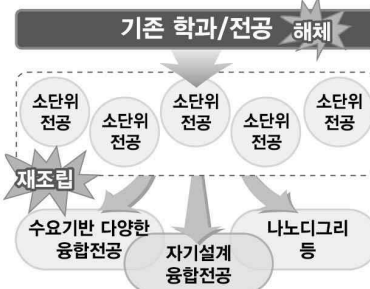 기존 학과/전공 해체
소단위
전공
소단위
전공
소단위
전공
소단위
전공
소단위
전공
재조립
수요기반 다양한
융합전공
자기설계
융합전공
나노디그리
등